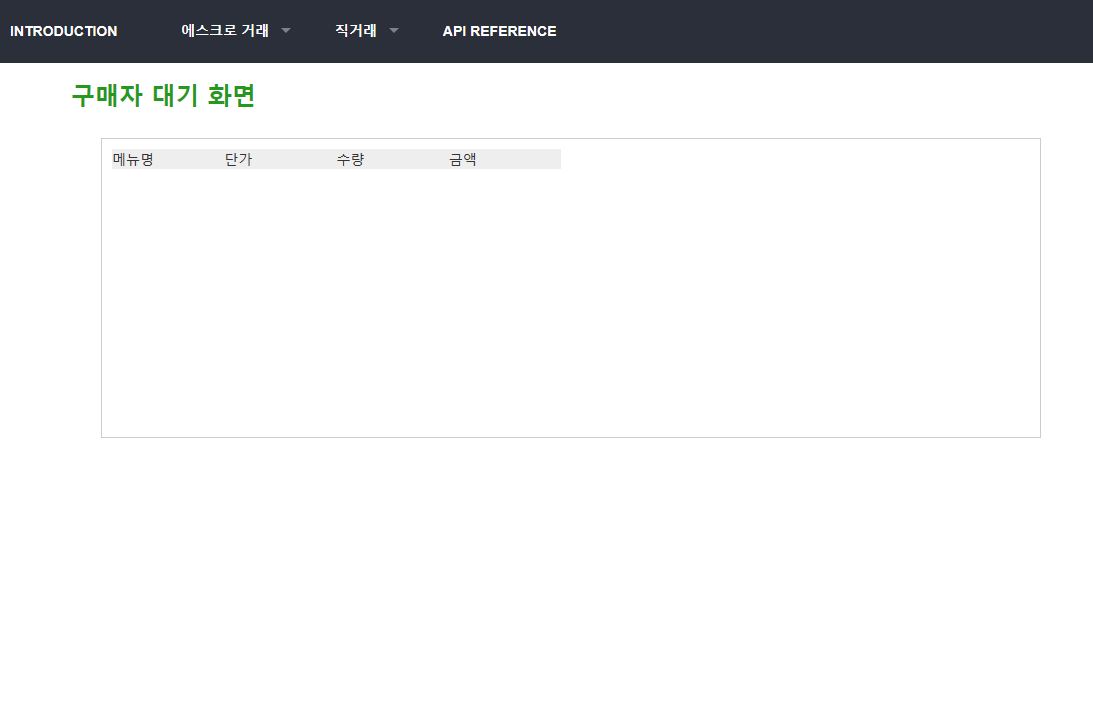 INTRODUCTION 에스크로 거래 직거래 API REFERENCE
구매자 대기 화면
메뉴명 단가 수량 금액